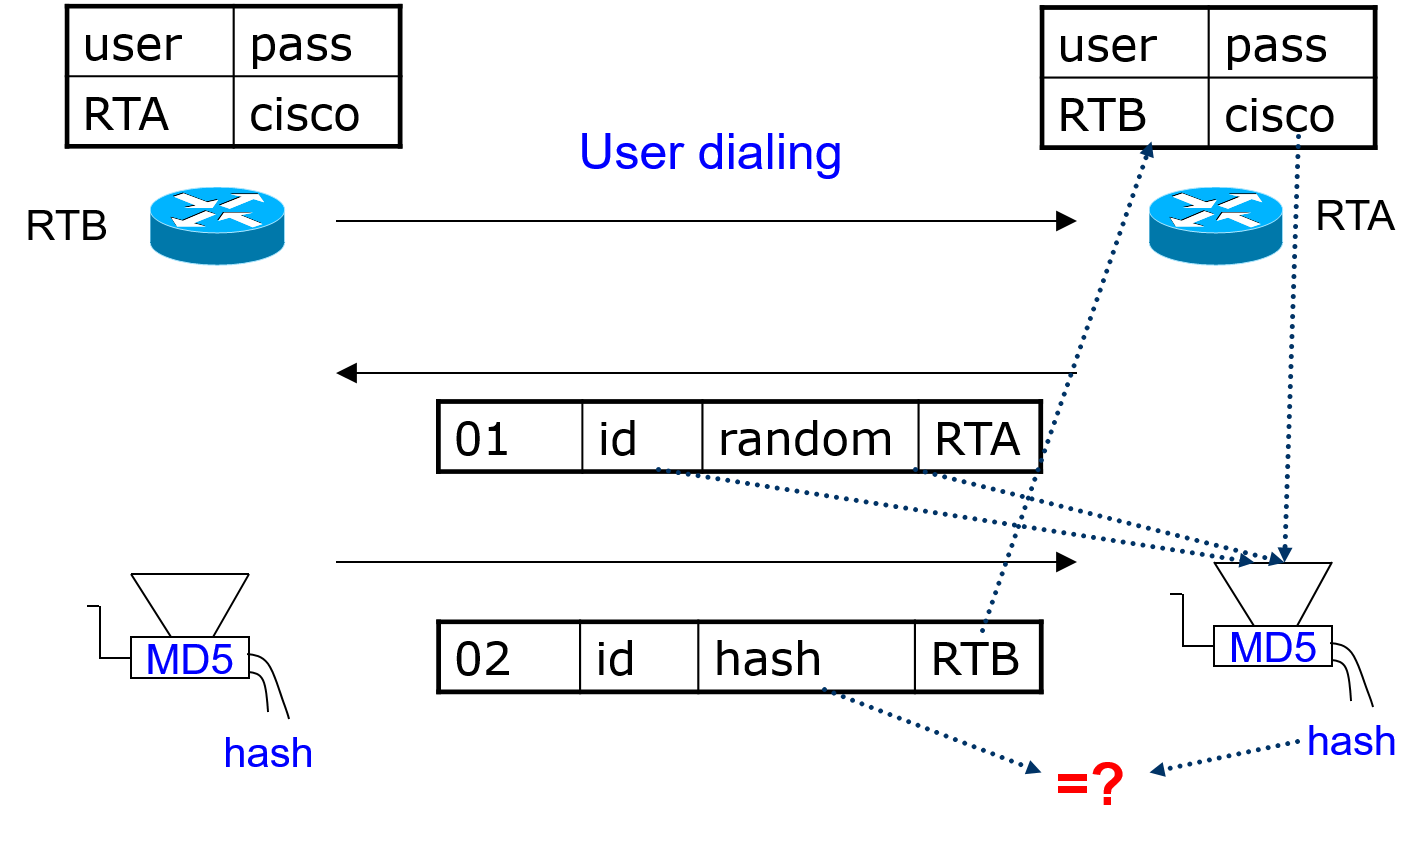 user pass
RTA cisco
user pass
RTB cisco
User dialing
RTB
RTA
01 id random RTA
02 id hash RTB
MD5
hash
MD5
hash
=?